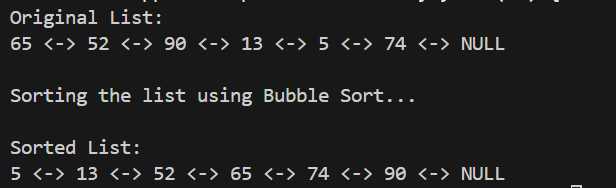 Original List:
65 <-> 52 <-> 90 <-> 13 <-> 5 <-> 74 <-> NULL
Sorting the list using Bubble Sort...
Sorted List:
5 <-> 13 <-> 52 <-> 65 <-> 74 <-> 90 <-> NULL